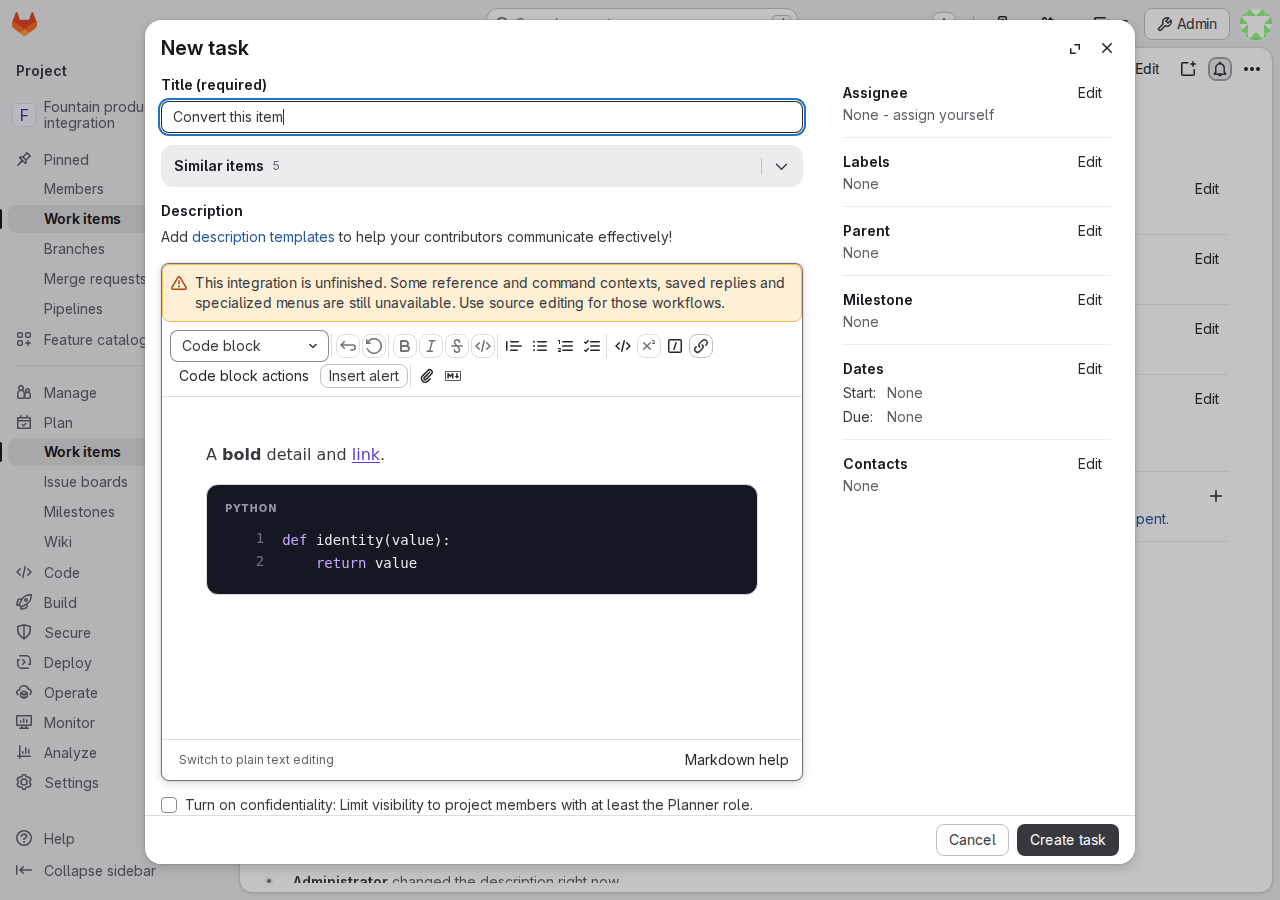 Admin
Project
F
Fountain produ
integration
Pinned
Members
Work items
Branches
Merge requests
Pipelines
Feature catalog
Manage
Plan
Work items
Issue boards
Milestones
Wiki
Code
Build
Secure
Deploy
Operate
Monitor
Analyze
Settings
Help
Collapse sidebar
New task
Title (required)
Convert this item
Similar items 5
Description
Add description templates to help your contributors communicate effectively!
This integration is unfinished. Some reference and command contexts, saved replies and
specialized menus are still unavailable. Use source editing for those workflows.
Code block
Code block actions Insert alert
A bold detail and link.
PYTHON
1 def identity(value):
2 return value
Switch to plain text editing Markdown help
Turn on confidentiality: Limit visibility to project members with at least the Planner role.
Assignee Edit
None - assign yourself
Labels Edit
None
Parent Edit
None
Milestone Edit
None
Dates Edit
Start: None
Due: None
Contacts Edit
None
Cancel Create task
Edit
Edit
Edit
Edit
Edit
pent.
Administrator changed the description right now